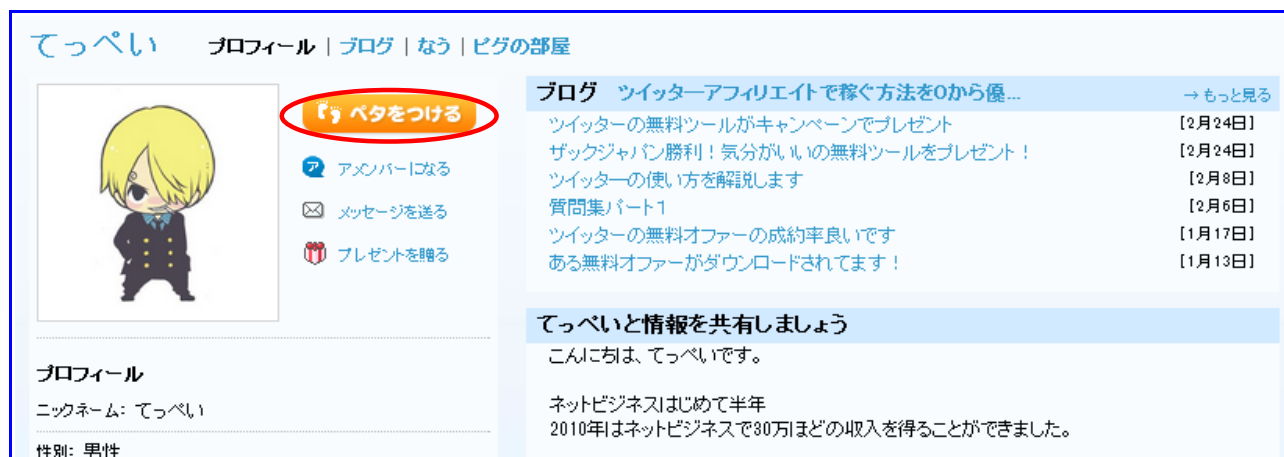 てっぺい プロフィール | ブログ | なう | ピグの部屋
ペタをつける
アメンバーになる
メッセージを送る
プレゼントを贈る
プロフィール
ニックネーム: てっぺい
性別: 男性
ブログ ツイッターアフィリエイトで稼ぐ方法を0から優... →もっと見る
ツイッターの無料ツールがキャンペーンでプレゼント [2月24日]
ザックジャパン勝利！気分がいいの無料ツールをプレゼント！ [2月24日]
ツイッターの使い方を解説します [2月8日]
質問集パート1 [2月6日]
ツイッターの無料オファーの成約率良いです [1月17日]
ある無料オファーがダウンロードされてます！ [1月13日]
てっぺいと情報を共有しましょう
こんにちは、てっぺいです。
ネットビジネスはじめて半年
2010年はネットビジネスで30万ほどの収入を得ることができました。